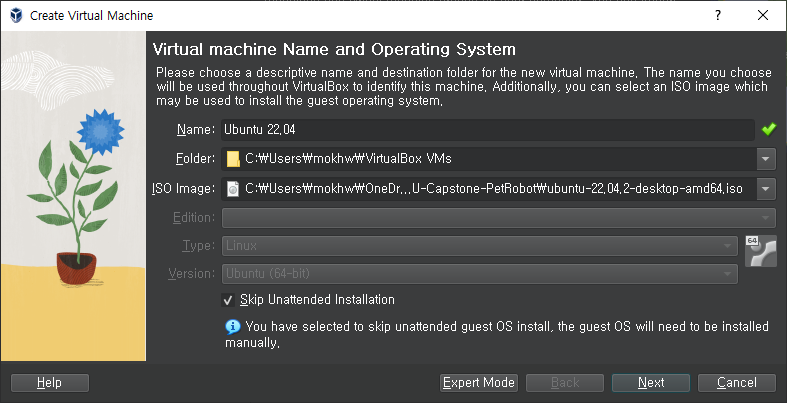 Create Virtual Machine
?
Virtual machine Name and Operating System
Please choose a descriptive name and destination folder for the new virtual machine. The name you choose
will be used throughout VirtualBox to identify this machine. Additionally, you can select an ISO image which
may be used to install the guest operating system.
Name: Ubuntu 22.04
Folder: C:₩Users₩mokhw₩VirtualBox VMs
ISO Image: C:₩Users₩mokhw₩OneDr...U-Capstone-PetRobot₩ubuntu-22.04.2-desktop-amd64.iso
Edition:
Type: Linux
64
Version: Ubuntu (64-bit)
Skip Unattended Installation
You have selected to skip unattended guest OS install, the guest OS will need to be installed
manually.
Help Expert Mode Back Next Cancel